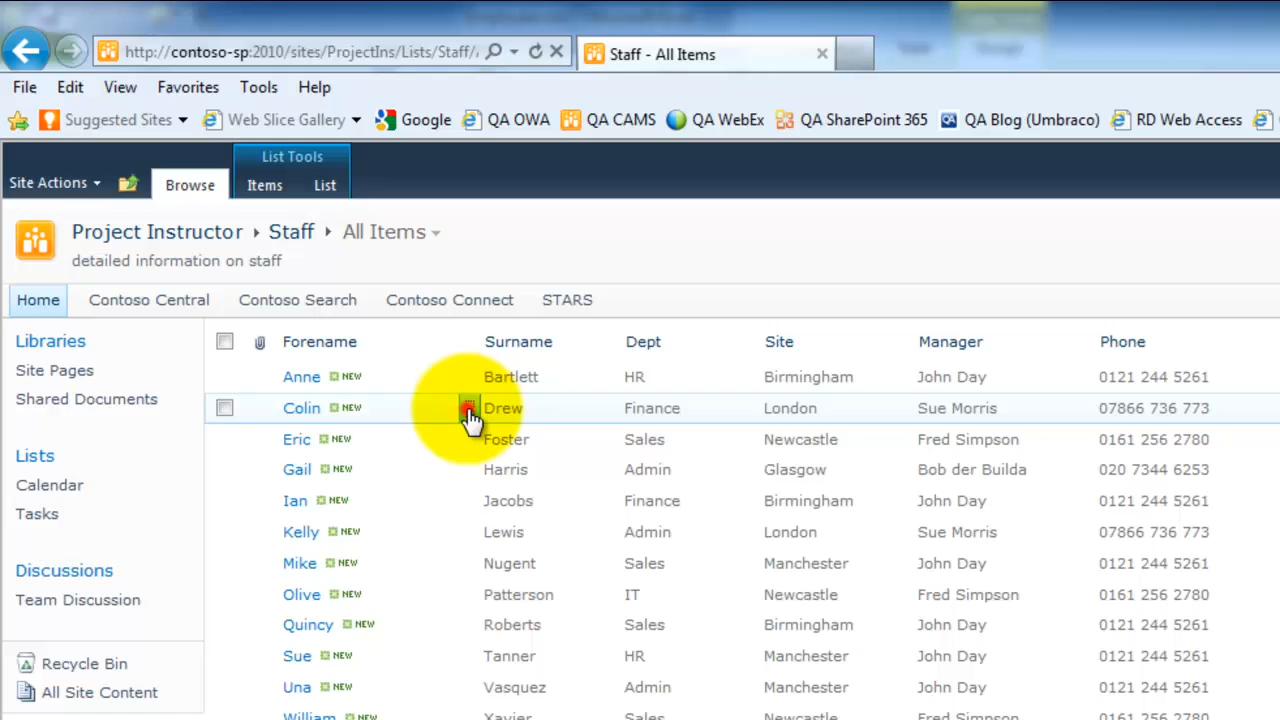 http://contoso-sp:2010/sites/ProjectIns/Lists/Staff/
Staff - All Items
File Edit View Favorites Tools Help
Suggested Sites Web Slice Gallery Google QA OWA QA CAMS QA WebEx QA SharePoint 365 QA Blog (Umbraco) RD Web Access
List Tools
Site Actions Browse Items List
Project Instructor Staff All Items
detailed information on staff
Home Contoso Central Contoso Search Contoso Connect STARS
Libraries
Site Pages
Shared Documents
Lists
Calendar
Tasks
Discussions
Team Discussion
Recycle Bin
All Site Content
Forename Surname Dept Site Manager Phone
Anne NEW Bartlett HR Birmingham John Day 0121 244 5261
Colin NEW Drew Finance London Sue Morris 07866 736 773
Eric NEW Foster Sales Newcastle Fred Simpson 0161 256 2780
Gail NEW Harris Admin Glasgow Bob der Builda 020 7344 6253
Ian NEW Jacobs Finance Birmingham John Day 0121 244 5261
Kelly NEW Lewis Admin London Sue Morris 07866 736 773
Mike NEW Nugent Sales Manchester John Day 0121 244 5261
Olive NEW Patterson IT Newcastle Fred Simpson 0161 256 2780
Quincy NEW Roberts Sales Birmingham John Day 0121 244 5261
Sue NEW Tanner HR Manchester John Day 0121 244 5261
Una NEW Vasquez Admin Manchester John Day 0121 244 5261
William NEW Xavier Sales Manchester John Day 0121 244 5261